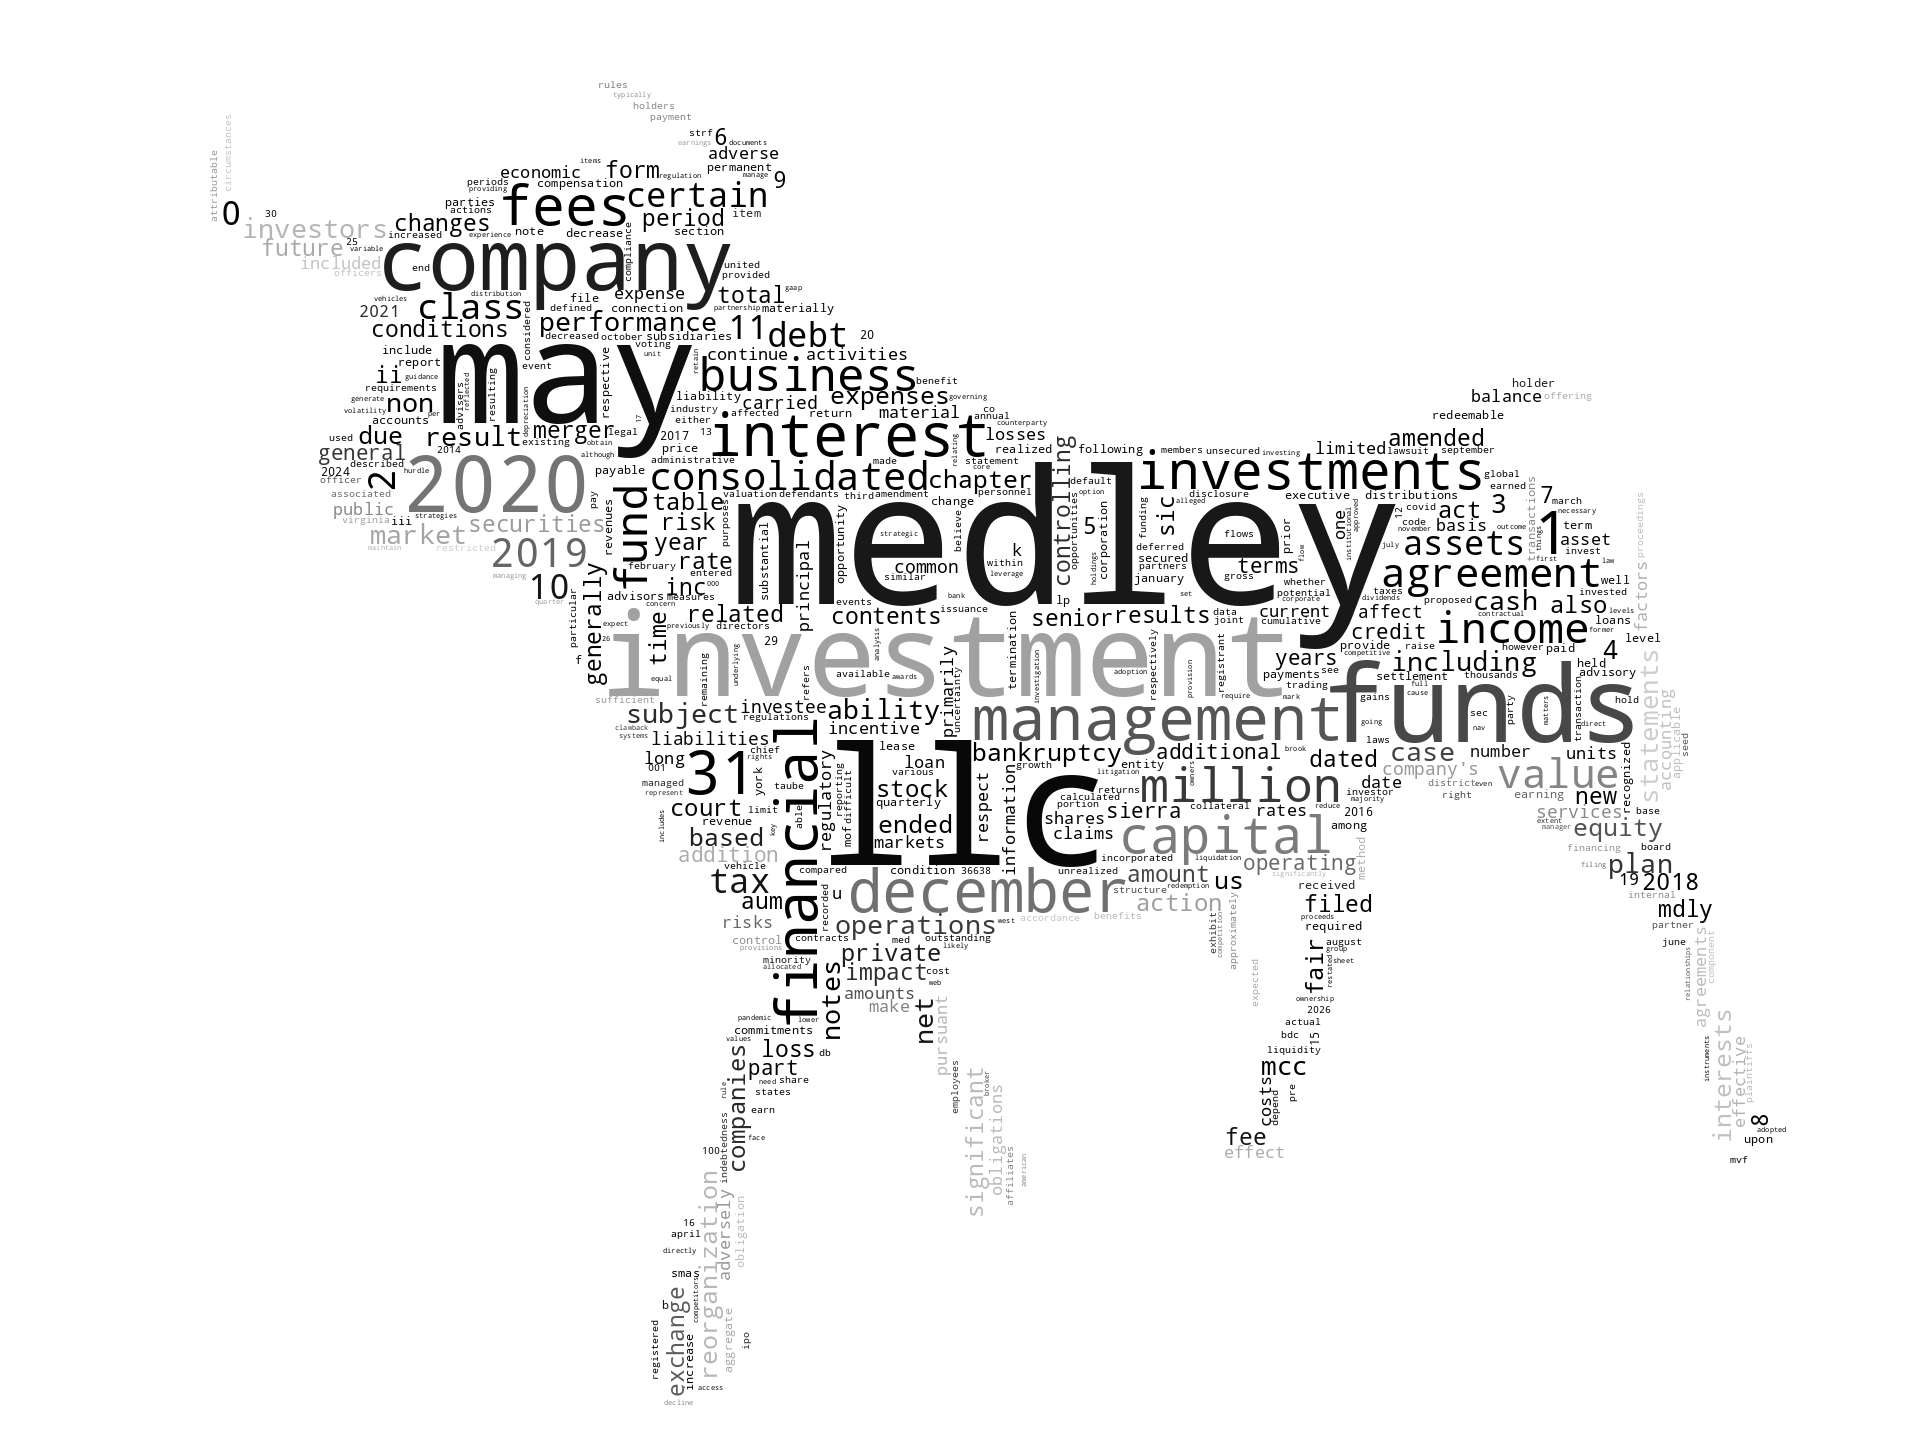 rules
typically
holders
payment
strf 6 documents
earnings
adverse
circumstances
attributable
economic items form regulation permanent manage 9
periods compensation
providing
fees certain
0 30 parties
actions
investors changes period item
increased experience note decrease section
future 25 variable
included
officers
company
end compliance united
provided
vehicles distribution file expense total gaap
2021 class defined connection partnership materially
conditions considered performance 11 debt 20
decreased october subsidiaries
include voting
unit
report may event retain continue activities
ii guidance business benefit
requirements respective liability carried expenses governing
generate non advisers reflected resulting depreciation industry affected return material co
volatility per accounts 17 either annual counterparty
used due result merger legal 2017 13 interest losses
existing obtain price relating realized
general 2014 although administrative made statement
described
2024 hurdle payable consolidated chapter core
officer 2 2020 pay fund table valuation defendants third amendment personnel
associated
public revenues risk purposes change
virginia iii strategies
market securities year
maintain restricted 2019 february rate entered
managing 10 inc 000
quarter advisors measures
controlling following members unsecured investing limited lawsuit amended september
balance holder offering
redeemable
investments global
default option disclosure executive distributions earned 7 march
opportunities corporation funding sic alleged one institutional approved 12 covid act 3 necessary
medley
substantial opportunity strategic believe k 5 flows prior
code basis outcome transactions 1 term
november things
principal common within deferred flow july assets first asset
similar leverage holdings secured terms invest law
partners whether agreement well
january gross potential dividends taxes invested
bank set corporate proposed cash also levels
events issuance lp current contractual loans
related contents senior results data affect income former level
particular generally time concern joint cumulative
expect previously directors credit
26 29 provide raise however paid 4
f equal remaining underlying analysis termination respectively registrant competitive including held
investment years advisory
refers available awards primarily investigation adoption provision payments see settlement thousands
require trading full
sufficient uncertainty mark gains cause funds sec party matters transaction hold
subject investee ability management going nav direct
clawback regulations
systems liabilities incentive laws
chief lease bankruptcy additional brook dated case number units
long rights financial llc loan growth entity
001 york regulatory various litigation company's value
managed taube reporting stock returns owners million investor date district even recognized
represent 31 difficult quarterly respect information calculated majority right earning new
court limit mof portion collateral rates reduce 2016 services base
revenue able ended shares sierra extent
includes based key markets claims capital among manager equity
addition financing board
vehicle compared condition 36638 incorporated liquidation operating method filing plan
tax unrealized significantly 19 2018
aum recorded u december amount us received internal
structure redemption filed mdly
risks operations west accordance benefits action proceeds partner
control contracts med outstanding required june
provisions likely exhibit competition approximately august
minority private group
allocated impact cost expected fair restated sheet
web
notes amounts net ownership
make 2026
pandemic lower pursuant actual
commitments bdc 15
values liquidity
companies loss db mcc
part
need share costs
rule states employees significant broker depend pre
earn obligations
face fee
100 indebtedness affiliates american effect
reorganization adversely obligation
16
april
directly
smas
b competitors
exchange
registered increase aggregate ipo
access
decline
factors proceedings
statements accounting applicable seed
relationships agreements component
instruments interests effective plaintiffs
8
adopted
upon
mvf